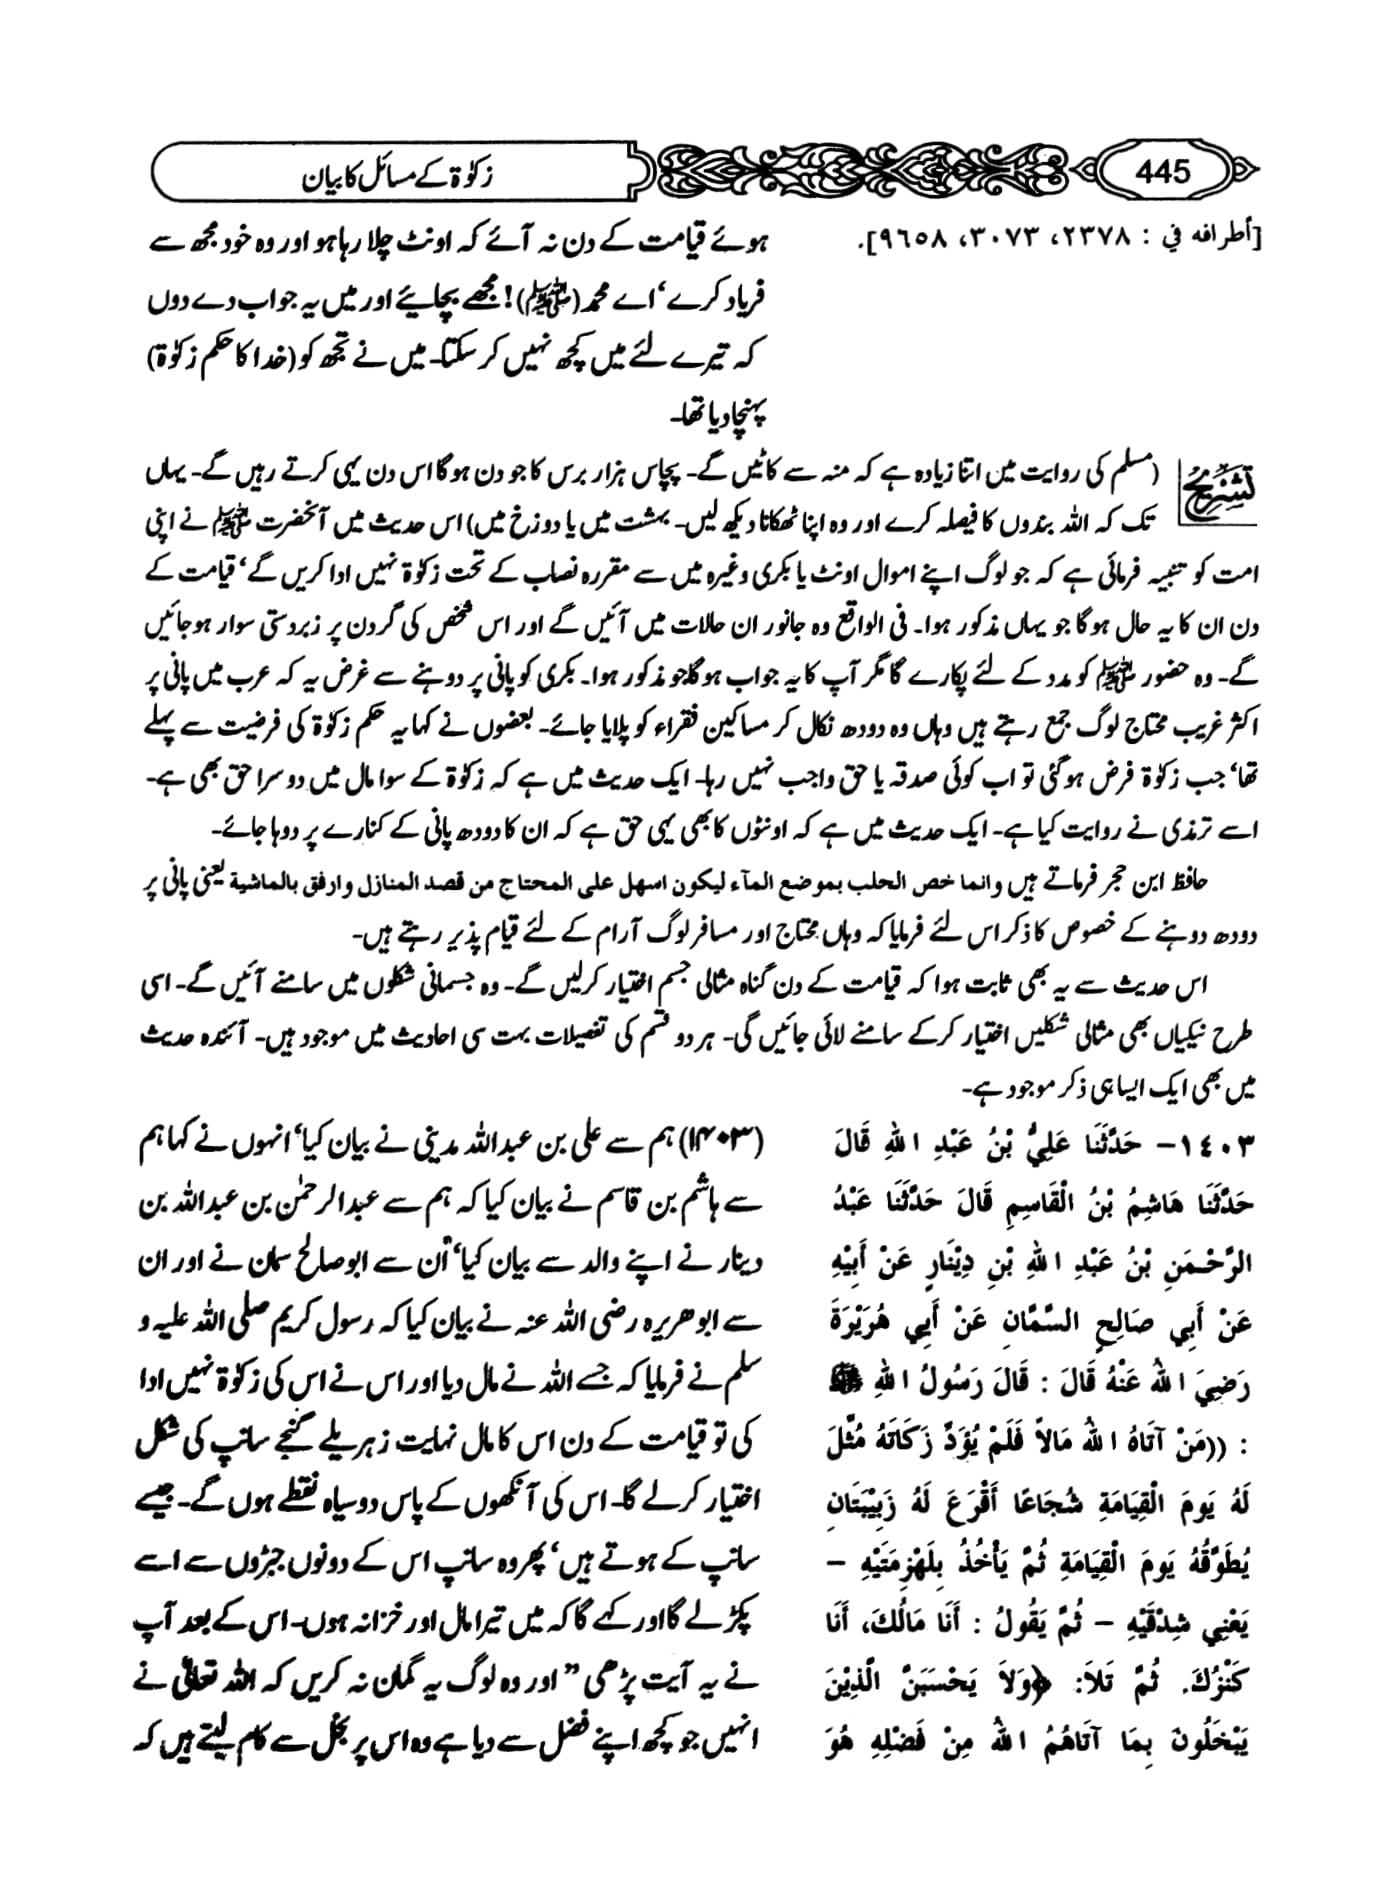 445
زکوٰۃ کے مسائل کا بیان
[أطرافه في : ٢٣٧٨، ٣٠٧٣، ٩٦٥٨].
ہوئے قیامت کے دن نہ آئے کہ اونٹ چلا رہا ہو اور وہ خود مجھ سے
فریاد کرے‘ اے محمد (ﷺ)! مجھے بچائیے اور میں یہ جواب دے دوں
کہ تیرے لئے میں کچھ نہیں کر سکتا۔ میں نے تجھ کو (خدا کا حکم زکوٰۃ)
پہنچا دیا تھا۔
تشریح
(مسلم کی روایت میں اتنا زیادہ ہے کہ منہ سے کاٹیں گے۔ پچاس ہزار برس کا جو دن ہوگا اس دن یہی کرتے رہیں گے۔ یہاں
تک کہ اللہ بندوں کا فیصلہ کرے اور وہ اپنا ٹھکانا دیکھ لیں۔ بہشت میں یا دوزخ میں) اس حدیث میں آنحضرت ﷺ نے اپنی
امت کو تنبیہ فرمائی ہے کہ جو لوگ اپنے اموال اونٹ یا بکری وغیرہ میں سے مقررہ نصاب کے تحت زکوٰۃ نہیں ادا کریں گے‘ قیامت کے
دن ان کا یہ حال ہوگا جو یہاں مذکور ہوا۔ فی الواقع وہ جانور ان حالات میں آئیں گے اور اس شخص کی گردن پر زبردستی سوار ہو جائیں
گے۔ وہ حضور ﷺ کو مدد کے لئے پکارے گا مگر آپ کا یہ جواب ہوگا جو مذکور ہوا۔ بکری کو پانی پر دوہنے سے غرض یہ کہ عرب میں پانی پر
اکثر غریب محتاج لوگ جمع رہتے ہیں وہاں وہ دودھ نکال کر مساکین فقراء کو پلایا جائے۔ بعضوں نے کہا یہ حکم زکوٰۃ کی فرضیت سے پہلے
تھا‘ جب زکوٰۃ فرض ہو گئی تو اب کوئی صدقہ یا حق واجب نہیں رہا۔ ایک حدیث میں ہے کہ زکوٰۃ کے سوا مال میں دوسرا حق بھی ہے۔
اسے ترمذی نے روایت کیا ہے۔ ایک حدیث میں ہے کہ اونٹوں کا بھی یہی حق ہے کہ ان کا دودھ پانی کے کنارے پر دوہا جائے۔
حافظ ابن حجر فرماتے ہیں وانما خص الحلب بموضع المآء لیکون اسهل علی المحتاج من قصد المنازل وارفق بالماشیة یعنی پانی پر
دودھ دوہنے کے خصوص کا ذکر اس لئے فرمایا کہ وہاں محتاج اور مسافر لوگ آرام کے لئے قیام پذیر رہتے ہیں۔
اس حدیث سے یہ بھی ثابت ہوا کہ قیامت کے دن گناہ مثالی جسم اختیار کرلیں گے۔ وہ جسمانی شکلوں میں سامنے آئیں گے۔ اسی
طرح نیکیاں بھی مثالی شکلیں اختیار کرکے سامنے لائی جائیں گی۔ ہر دو قسم کی تفصیلات بہت سی احادیث میں موجود ہیں۔ آئندہ حدیث
میں بھی ایک ایسا ہی ذکر موجود ہے۔
١٤٠٣- حَدَّثَنَا عَلِيُّ بْنُ عَبْدِ اللهِ قَالَ
حَدَّثَنَا هَاشِمُ بْنُ الْقَاسِمِ قَالَ حَدَّثَنَا عَبْدُ
الرَّحْمَنِ بْنُ عَبْدِ اللهِ بْنِ دِيْنَارٍ عَنْ أَبِيْهِ
عَنْ أَبِي صَالِحٍ السَّمَّانِ عَنْ أَبِي هُرَيْرَةَ
رَضِيَ اللهُ عَنْهُ قَالَ : قَالَ رَسُولُ اللهِ ﷺ
: ((مَنْ آتَاهُ اللهُ مَالاً فَلَمْ يُؤَدِّ زَكَاتَهُ مُثِّلَ
لَهُ يَومَ الْقِيَامَةِ شُجَاعًا أَقْرَعَ لَهُ زَبِيْبَتَانِ
يُطَوَّقُهُ يَومَ الْقِيَامَةِ ثُمَّ يَأْخُذُ بِلَهْزِمَتَيْهِ –
يَعْنِي شِدْقَيْهِ – ثُمَّ يَقُولُ : أَنَا مَالُكَ، أَنَا
كَنْزُكَ. ثُمَّ تَلاَ: ﴿وَلاَ يَحْسَبَنَّ الَّذِيْنَ
يَبْخَلُونَ بِمَا آتَاهُمُ اللهُ مِنْ فَضْلِهِ هُوَ
(۱۴۰۳) ہم سے علی بن عبداللہ مدینی نے بیان کیا‘ انہوں نے کہا ہم
سے ہاشم بن قاسم نے بیان کیا کہ ہم سے عبدالرحمٰن بن عبداللہ بن
دینار نے اپنے والد سے بیان کیا‘ اُن سے ابو صالح سمان نے اور ان
سے ابوھریرہ رضی اللہ عنہ نے بیان کیا کہ رسول کریم صلی اللہ علیہ و
سلم نے فرمایا کہ جسے اللہ نے مال دیا اور اس نے اس کی زکوٰۃ نہیں ادا
کی تو قیامت کے دن اس کا مال نہایت زہریلے گنجے سانپ کی شکل
اختیار کرلے گا۔ اس کی آنکھوں کے پاس دو سیاہ نقطے ہوں گے۔ جیسے
سانپ کے ہوتے ہیں‘ پھر وہ سانپ اس کے دونوں جبڑوں سے اسے
پکڑ لے گا اور کہے گا کہ میں تیرا مال اور خزانہ ہوں۔ اس کے بعد آپ
نے یہ آیت پڑھی ”اور وہ لوگ یہ گمان نہ کریں کہ اللہ تعالیٰ نے
انہیں جو کچھ اپنے فضل سے دیا ہے وہ اس پر بخل سے کام لیتے ہیں کہ